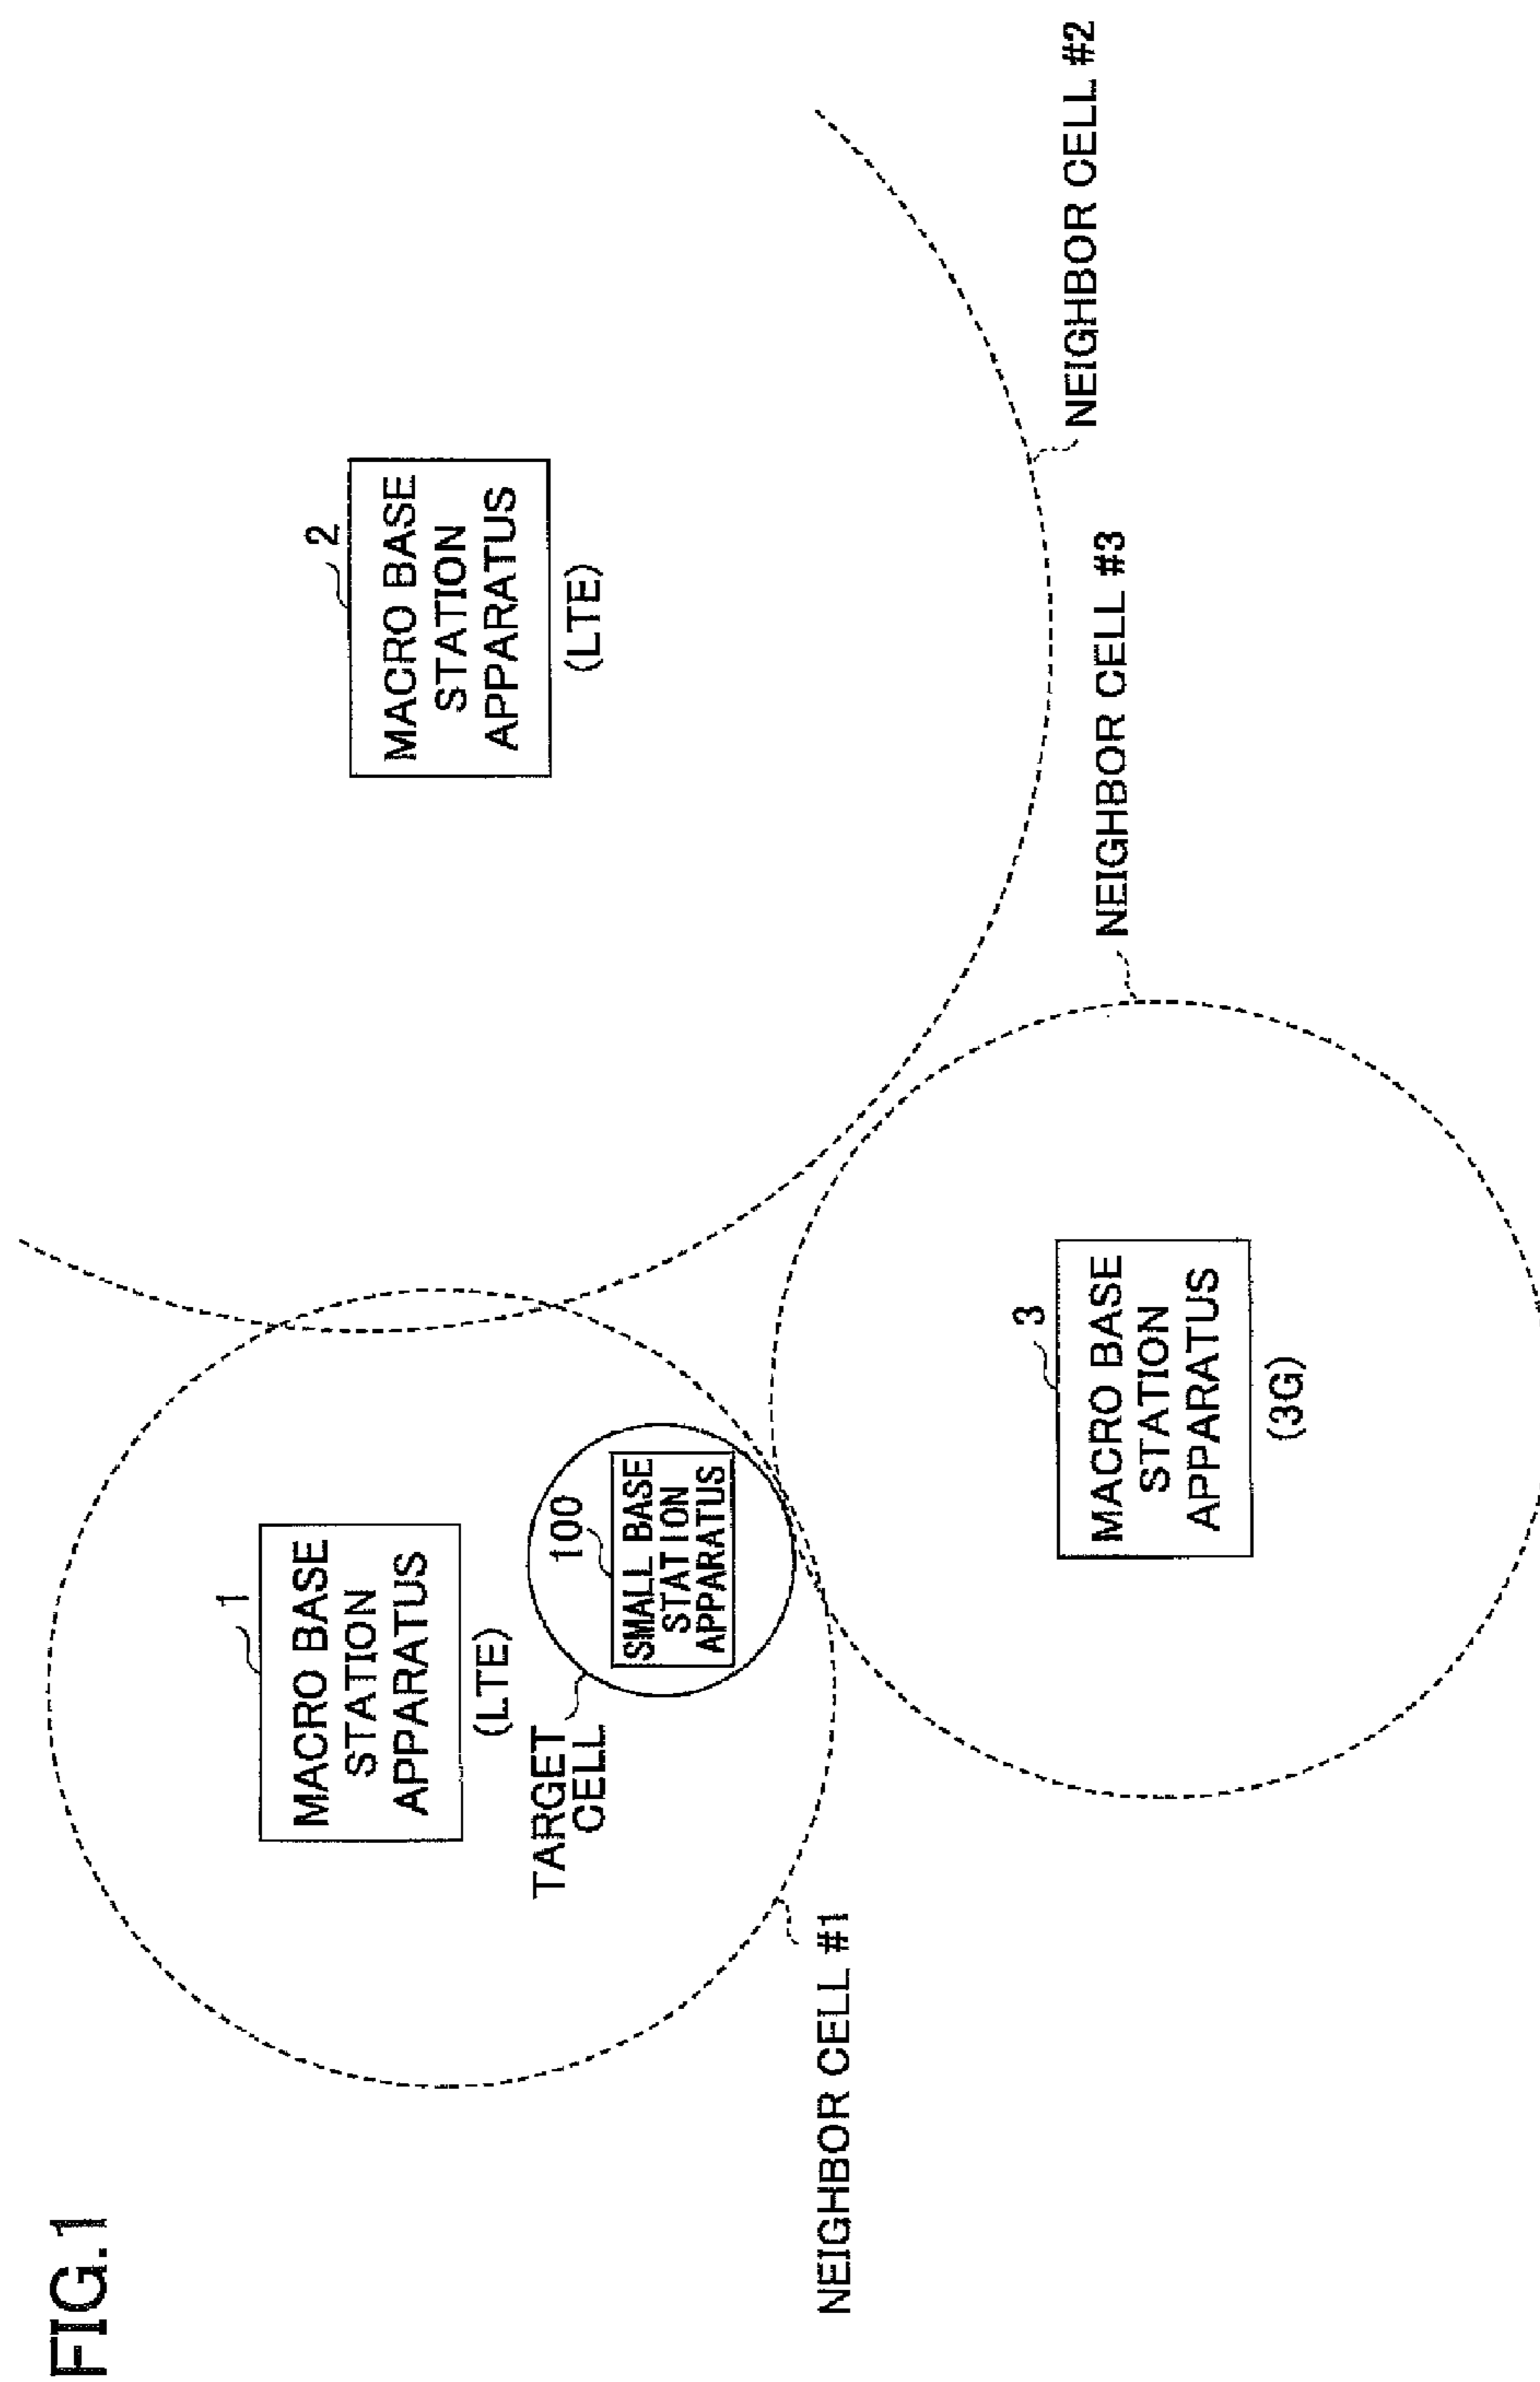 FIG.1
1
MACRO BASE
STATION
APPARATUS
(LTE)
TARGET
CELL
100
SMALL BASE
STATION
APPARATUS
NEIGHBOR CELL #1
2
MACRO BASE
STATION
APPARATUS
(LTE)
NEIGHBOR CELL #2
NEIGHBOR CELL #3
3
MACRO BASE
STATION
APPARATUS
(3G)